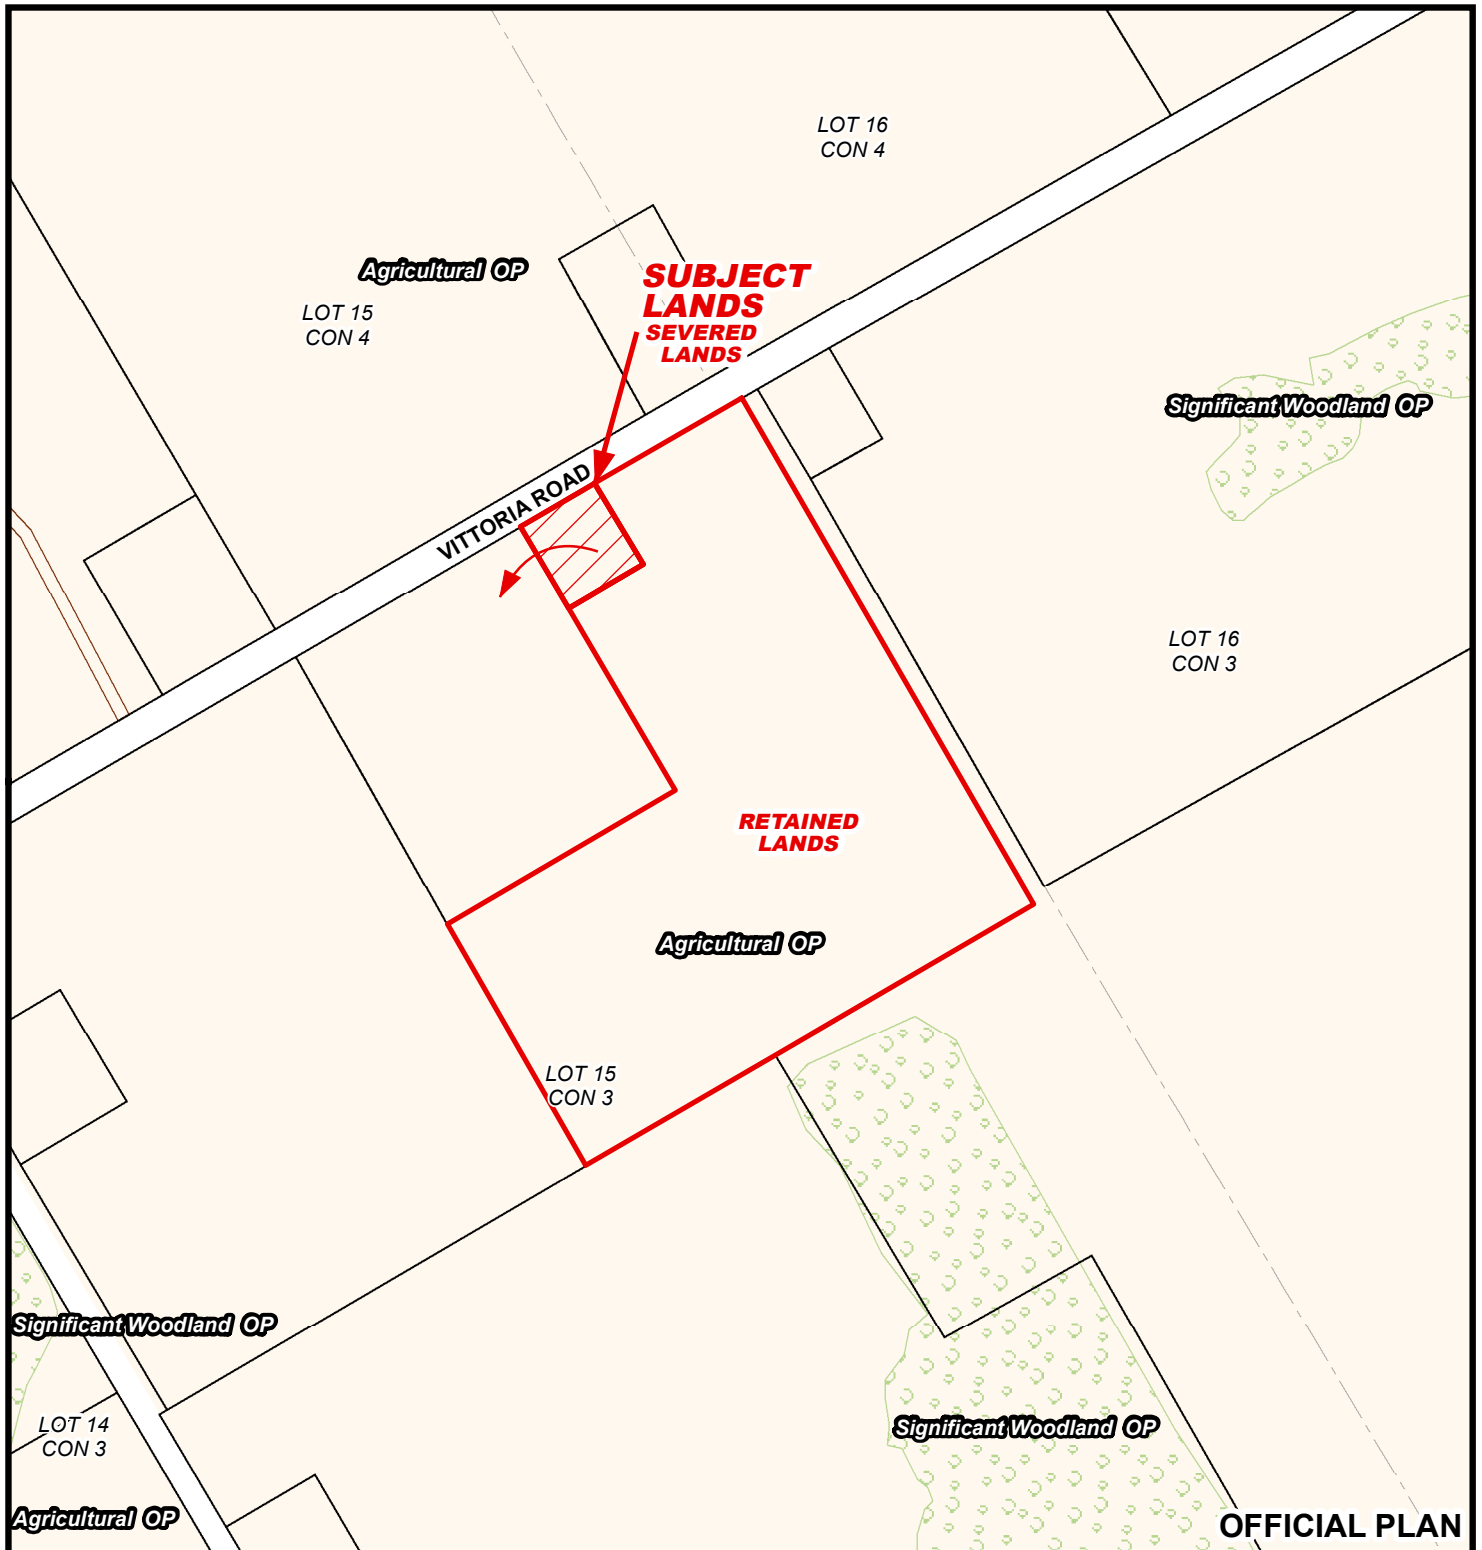 LOT 16
CON 4
Agricultural OP
SUBJECT
LANDS
SEVERED
LANDS
LOT 15
CON 4
Significant Woodland OP
VITTORIA ROAD
LOT 16
CON 3
RETAINED
LANDS
Agricultural OP
LOT 15
CON 3
Significant Woodland OP
LOT 14
CON 3
Significant Woodland OP
Agricultural OP
OFFICIAL PLAN